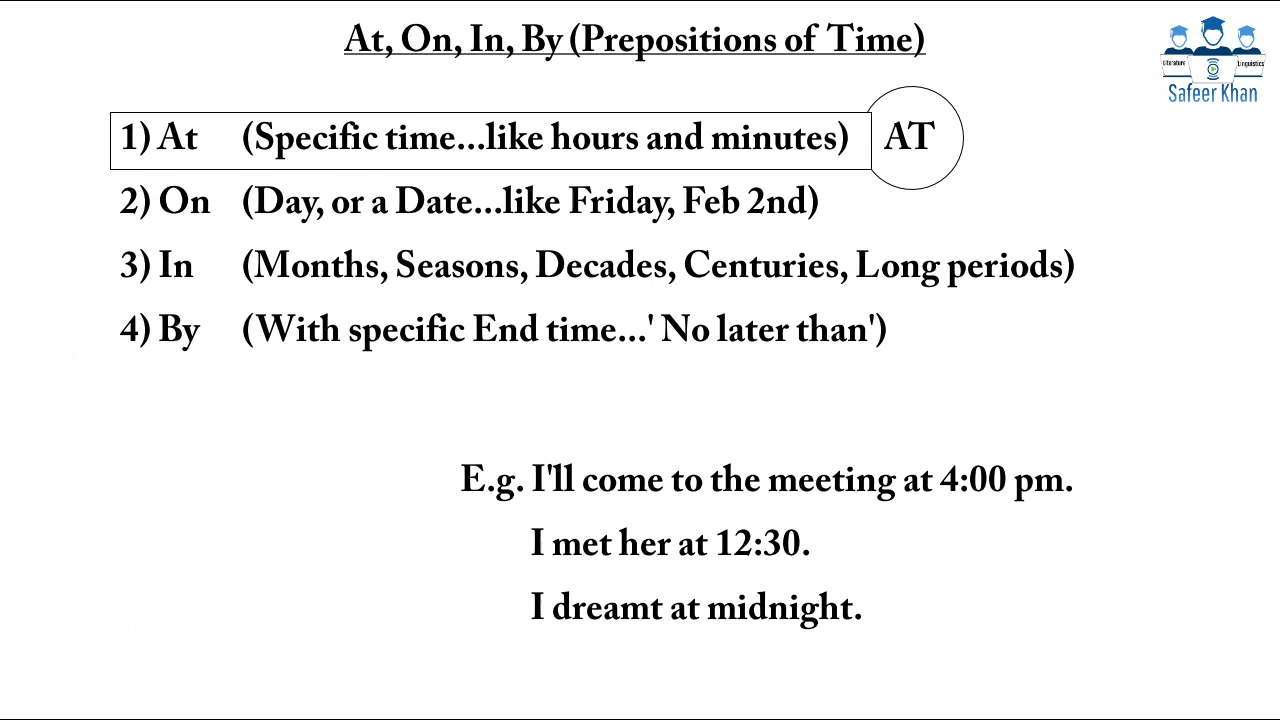 At, On, In, By (Prepositions of Time)
Literature
Linguistics
Safeer Khan
1) At (Specific time...like hours and minutes) AT
2) On (Day, or a Date...like Friday, Feb 2nd)
3) In (Months, Seasons, Decades, Centuries, Long periods)
4) By (With specific End time...' No later than')
E.g. I'll come to the meeting at 4:00 pm.
I met her at 12:30.
I dreamt at midnight.